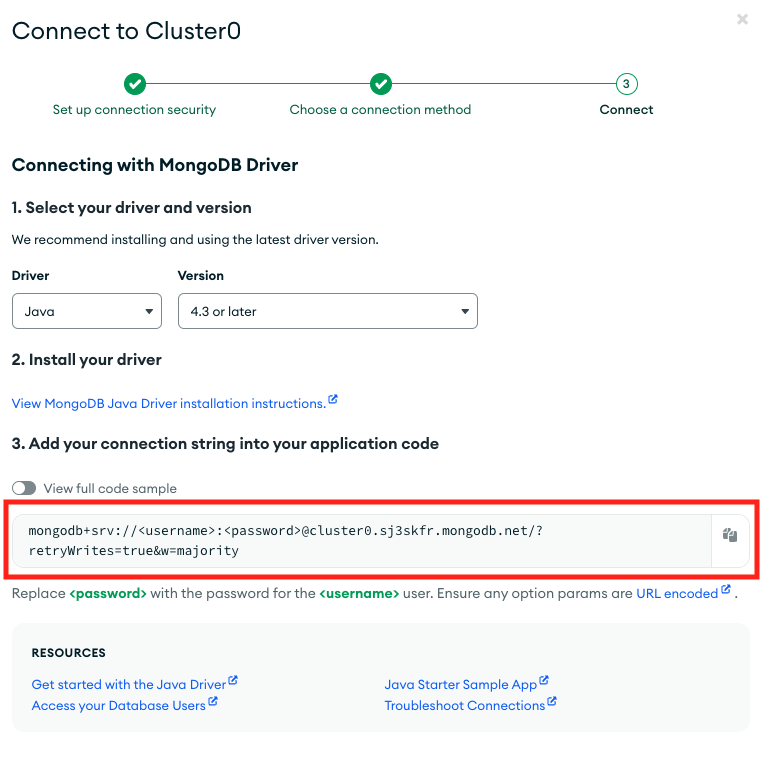 Connect to Cluster0
Set up connection security
Choose a connection method
3
Connect
Connecting with MongoDB Driver
1. Select your driver and version
We recommend installing and using the latest driver version.
Driver
Version
Java
4.3 or later
2. Install your driver
View MongoDB Java Driver installation instructions.
3. Add your connection string into your application code
View full code sample
mongodb+srv://<username>:<password>@cluster0.sj3skfr.mongodb.net/?
retryWrites=true&w=majority
Replace <password> with the password for the <username> user. Ensure any option params are URL encoded .
RESOURCES
Get started with the Java Driver
Java Starter Sample App
Access your Database Users
Troubleshoot Connections